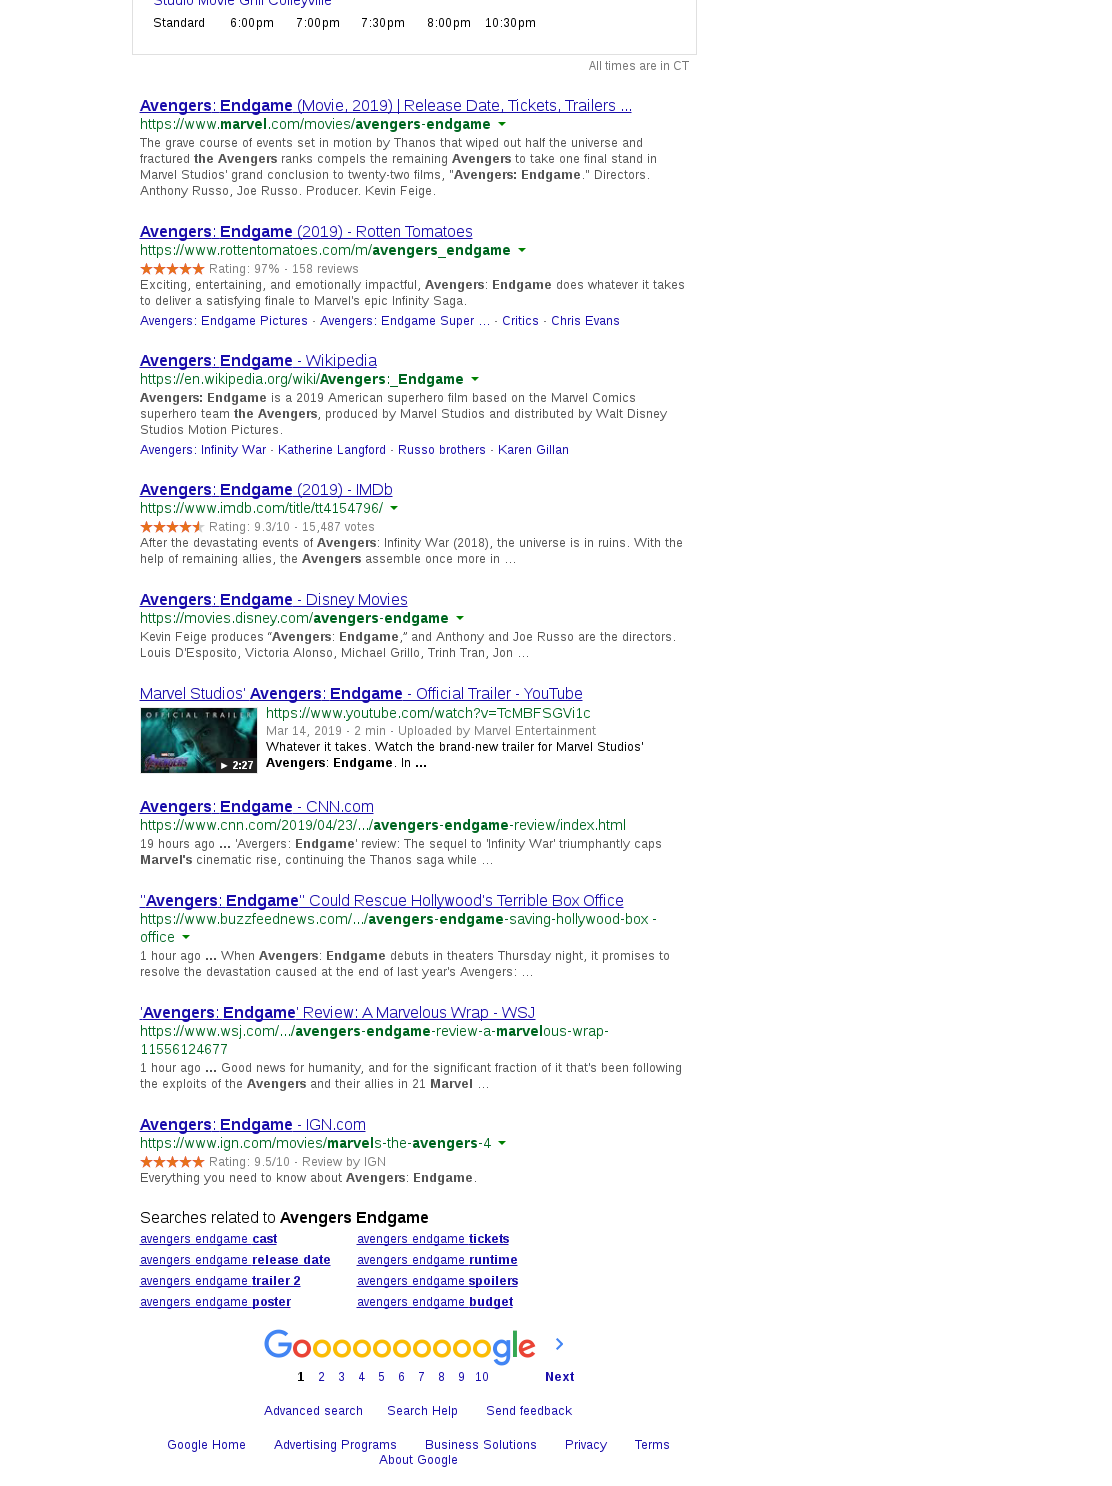 Studio Movie Grill Colleyville
Standard 6:00pm 7:00pm 7:30pm 8:00pm 10:30pm
All times are in CT
Avengers: Endgame (Movie, 2019) | Release Date, Tickets, Trailers ...
https://www.marvel.com/movies/avengers-endgame
The grave course of events set in motion by Thanos that wiped out half the universe and
fractured the Avengers ranks compels the remaining Avengers to take one final stand in
Marvel Studios' grand conclusion to twenty-two films, "Avengers: Endgame." Directors.
Anthony Russo, Joe Russo. Producer. Kevin Feige.
Avengers: Endgame (2019) - Rotten Tomatoes
https://www.rottentomatoes.com/m/avengers_endgame
Rating: 97% - 158 reviews
Exciting, entertaining, and emotionally impactful, Avengers: Endgame does whatever it takes
to deliver a satisfying finale to Marvel's epic Infinity Saga.
Avengers: Endgame Pictures - Avengers: Endgame Super ... - Critics - Chris Evans
Avengers: Endgame - Wikipedia
https://en.wikipedia.org/wiki/Avengers:_Endgame
Avengers: Endgame is a 2019 American superhero film based on the Marvel Comics
superhero team the Avengers, produced by Marvel Studios and distributed by Walt Disney
Studios Motion Pictures.
Avengers: Infinity War - Katherine Langford - Russo brothers - Karen Gillan
Avengers: Endgame (2019) - IMDb
https://www.imdb.com/title/tt4154796/
Rating: 9.3/10 - 15,487 votes
After the devastating events of Avengers: Infinity War (2018), the universe is in ruins. With the
help of remaining allies, the Avengers assemble once more in ...
Avengers: Endgame - Disney Movies
https://movies.disney.com/avengers-endgame
Kevin Feige produces “Avengers: Endgame,” and Anthony and Joe Russo are the directors.
Louis D'Esposito, Victoria Alonso, Michael Grillo, Trinh Tran, Jon ...
Marvel Studios' Avengers: Endgame - Official Trailer - YouTube
OFFICIAL TRAILER
AVENGERS
► 2:27
https://www.youtube.com/watch?v=TcMBFSGVi1c
Mar 14, 2019 - 2 min - Uploaded by Marvel Entertainment
Whatever it takes. Watch the brand-new trailer for Marvel Studios'
Avengers: Endgame. In ...
Avengers: Endgame - CNN.com
https://www.cnn.com/2019/04/23/.../avengers-endgame-review/index.html
19 hours ago ... 'Avergers: Endgame' review: The sequel to 'Infinity War' triumphantly caps
Marvel's cinematic rise, continuing the Thanos saga while ...
"Avengers: Endgame" Could Rescue Hollywood's Terrible Box Office
https://www.buzzfeednews.com/.../avengers-endgame-saving-hollywood-box -
office
1 hour ago ... When Avengers: Endgame debuts in theaters Thursday night, it promises to
resolve the devastation caused at the end of last year's Avengers: ...
'Avengers: Endgame' Review: A Marvelous Wrap - WSJ
https://www.wsj.com/.../avengers-endgame-review-a-marvelous-wrap-
11556124677
1 hour ago ... Good news for humanity, and for the significant fraction of it that's been following
the exploits of the Avengers and their allies in 21 Marvel ...
Avengers: Endgame - IGN.com
https://www.ign.com/movies/marvels-the-avengers-4
Rating: 9.5/10 - Review by IGN
Everything you need to know about Avengers: Endgame.
Searches related to Avengers Endgame
avengers endgame cast avengers endgame tickets
avengers endgame release date avengers endgame runtime
avengers endgame trailer 2 avengers endgame spoilers
avengers endgame poster avengers endgame budget
Goooooooooogle
1 2 3 4 5 6 7 8 9 10 Next
Advanced search Search Help Send feedback
Google Home Advertising Programs Business Solutions Privacy Terms
About Google